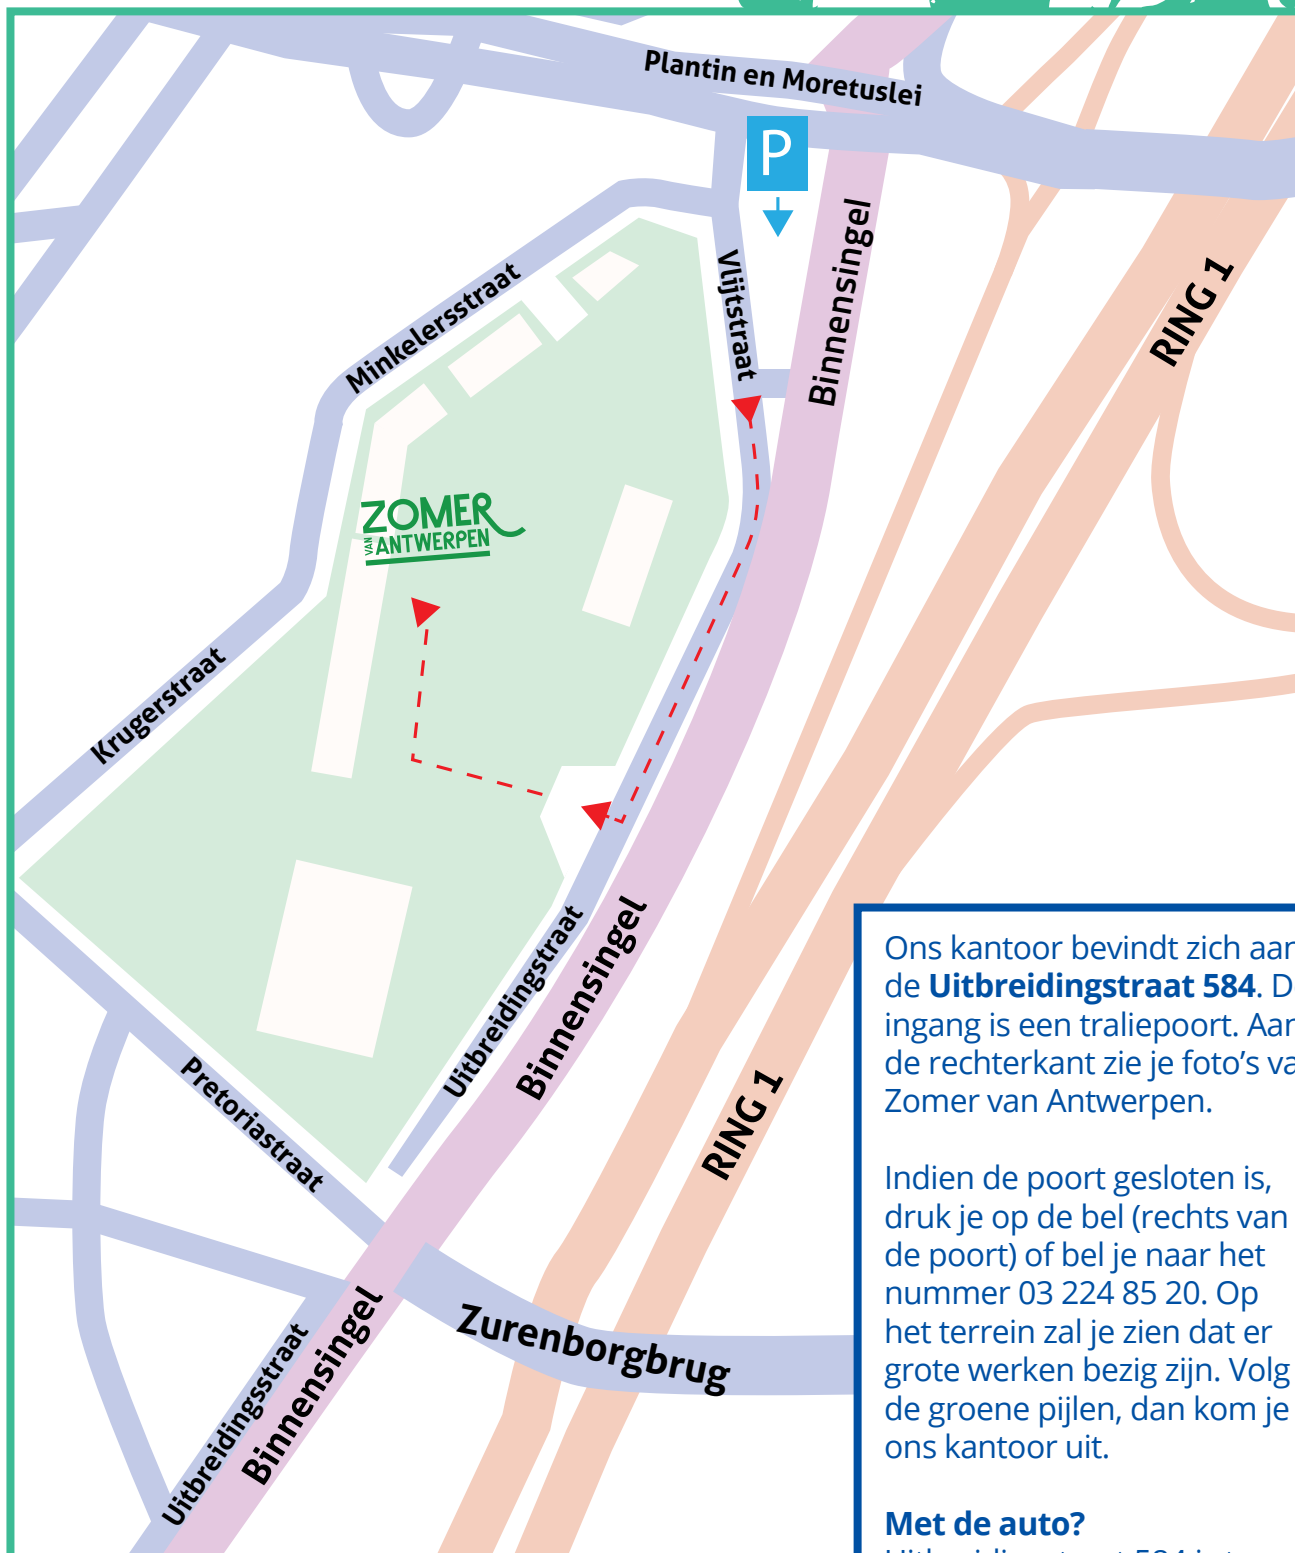 Plantin en Moretuslei
P
Binnensingel
Vlijtstraat
RING 1
Minkelersstraat
ZOMER
VAN
ANTWERPEN
Krugerstraat
Uitbreidingstraat
Binnensingel
RING 1
Pretoriastraat
Zurenborgbrug
Uitbreidingsstraat
Binnensingel
Ons kantoor bevindt zich aan
de Uitbreidingstraat 584. D
ingang is een traliepoort. Aan
de rechterkant zie je foto's va
Zomer van Antwerpen.
Indien de poort gesloten is,
druk je op de bel (rechts van
de poort) of bel je naar het
nummer 03 224 85 20. Op
het terrein zal je zien dat er
grote werken bezig zijn. Volg
de groene pijlen, dan kom je
ons kantoor uit.
Met de auto?